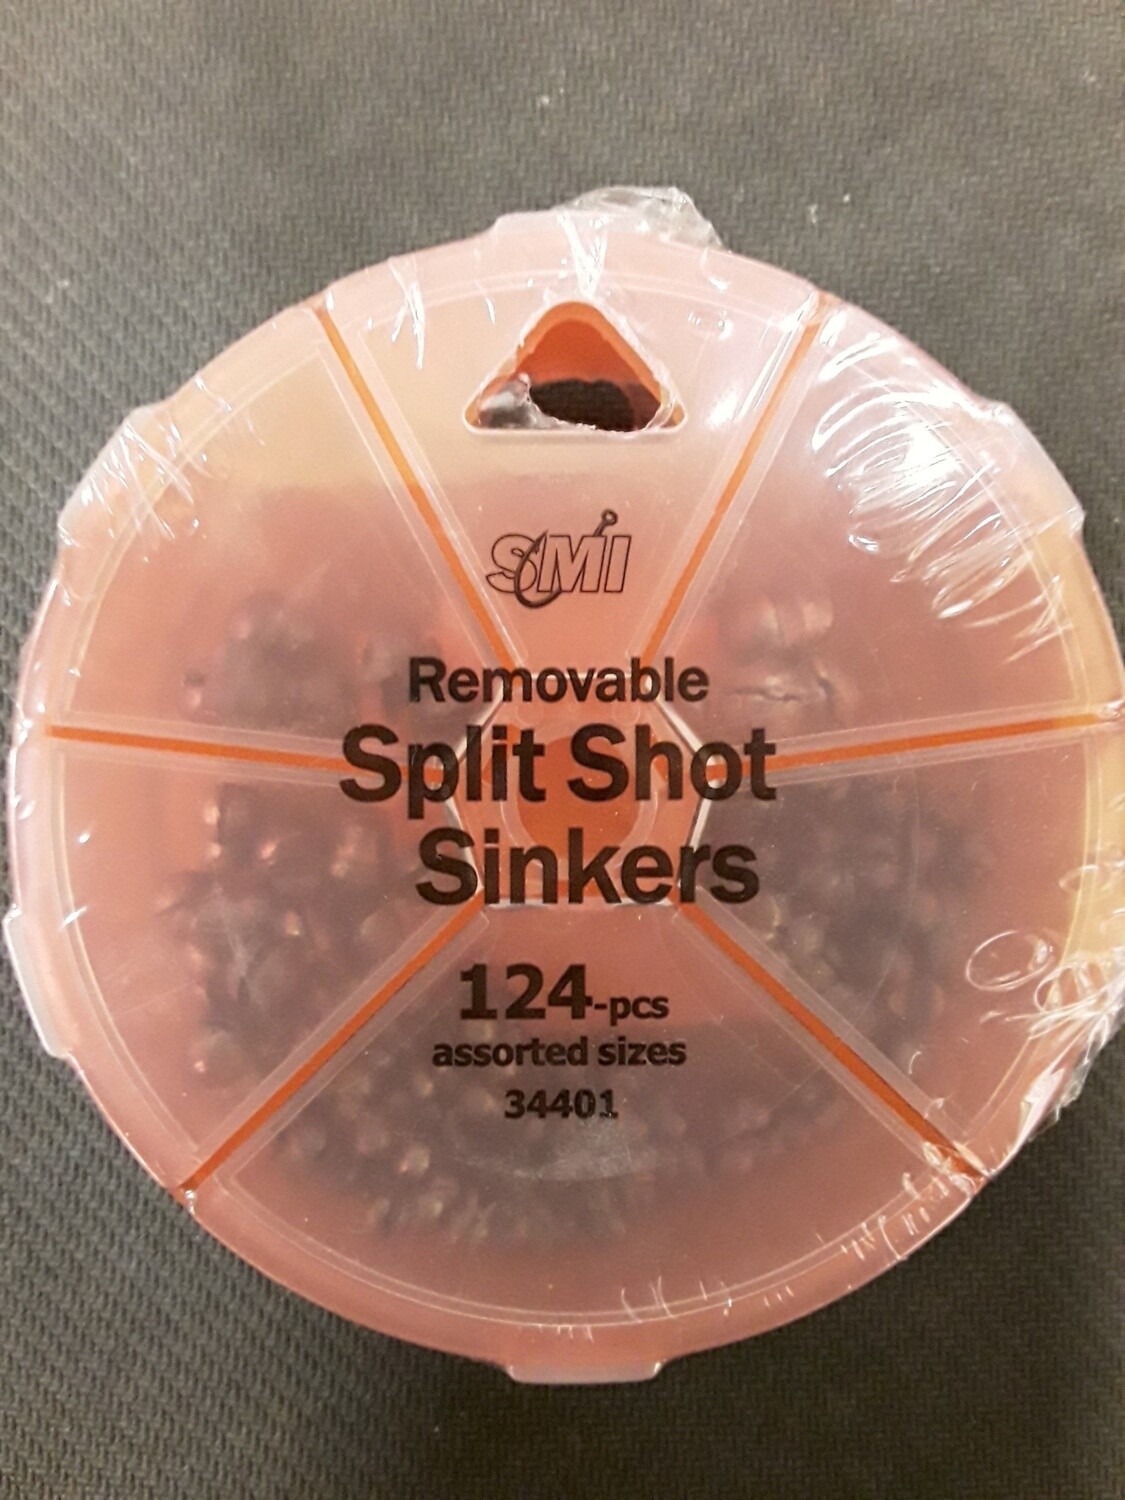 SMI
Removable
Split Shot
Sinkers
124-pcs
assorted sizes
34401